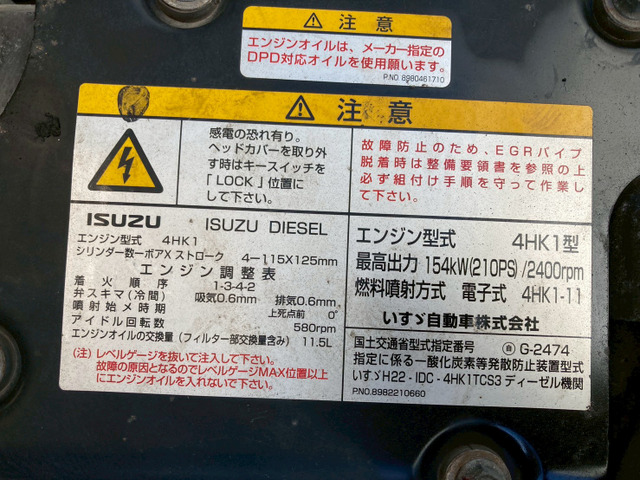 注意
エンジンオイルは、メーカー指定の
DPD対応オイルを使用願います。
P.NO 8980461710
注意
感電の恐れ有り。
ヘッドカバーを取り外
す時はキースイッチを
「LOCK」位置に
して下さい。
故障防止のため、EGRパイプ
脱着時は整備要領書を参照の上
必ず組付け手順を守って作業し
て下さい。
ISUZU ISUZU DIESEL
エンジン型式 4HK1
シリンダー数ーボアX ストローク 4-115X125mm
エンジン調整表
着火順序 1-3-4-2
弁スキマ(冷間) 吸気0.6mm 排気0.6mm
噴射始メ時期 上死点前 0°
アイドル回転数 580rpm
エンジンオイルの交換量(フィルター部交換量含み) 11.5L
(注)レベルゲージを抜いて注入して下さい。
故障の原因となるのでレベルゲージMAX位置以上
にエンジンオイルを入れないで下さい。
エンジン型式 4HK1型
最高出力 154kW(210PS)/2400rpm
燃料噴射方式 電子式 4HK1-11
いすゞ自動車株式会社
国土交通省型式指定番号 自 G-2474
指定に係る一酸化炭素等発散防止装置型式
いすゞH22-IDC-4HK1TCS3 ディーゼル機関
P.NO.8982210660